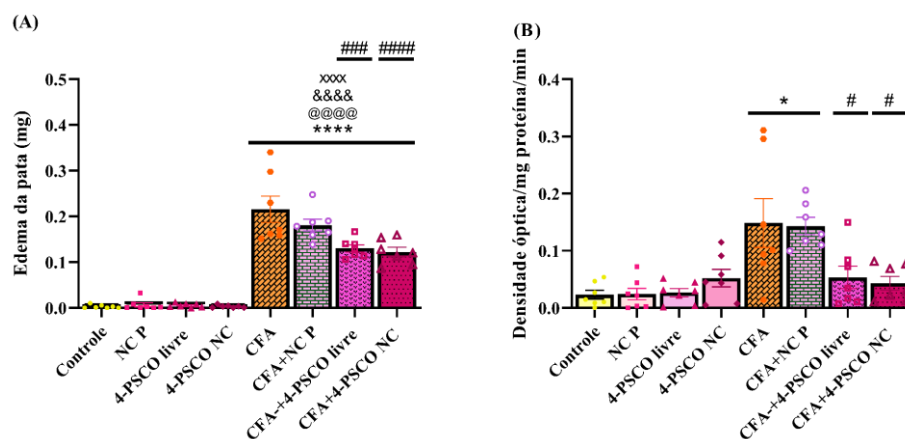 (A)
### ####
xxxx
&&&&
@@@@
****
Edema da pata (mg)
0.5
0.4
0.3
0.2
0.1
0.0
Controle
NC P
4-PSCO livre
4-PSCO NC
CFA
CFA+NC P
CFA-+4-PSCO livre
CFA+4-PSCO NC
(B)
* # #
Densidade óptica/mg proteína/min
0.4
0.3
0.2
0.1
0.0
Controle
NC P
4-PSCO livre
4-PSCO NC
CFA
CFA+NC P
CFA-+4-PSCO livre
CFA+4-PSCO NC